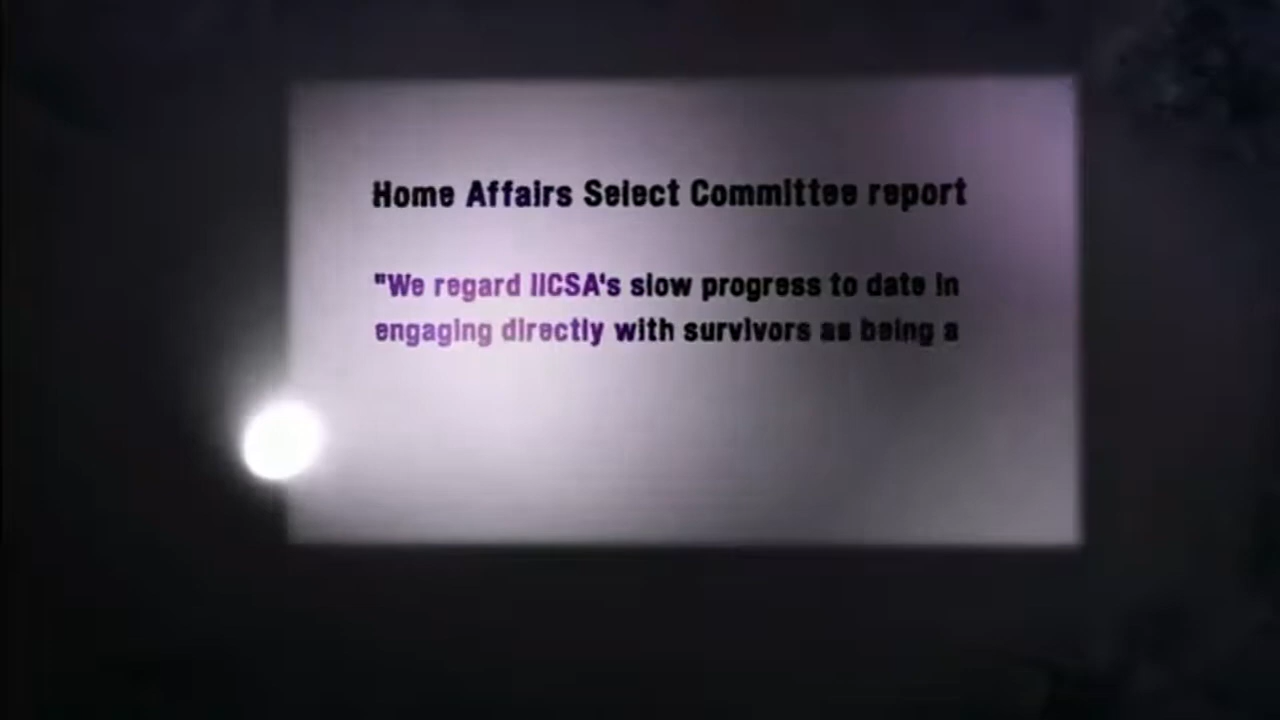 Home Affairs Select Committee report
"We regard IICSA's slow progress to date in
engaging directly with survivors as being a